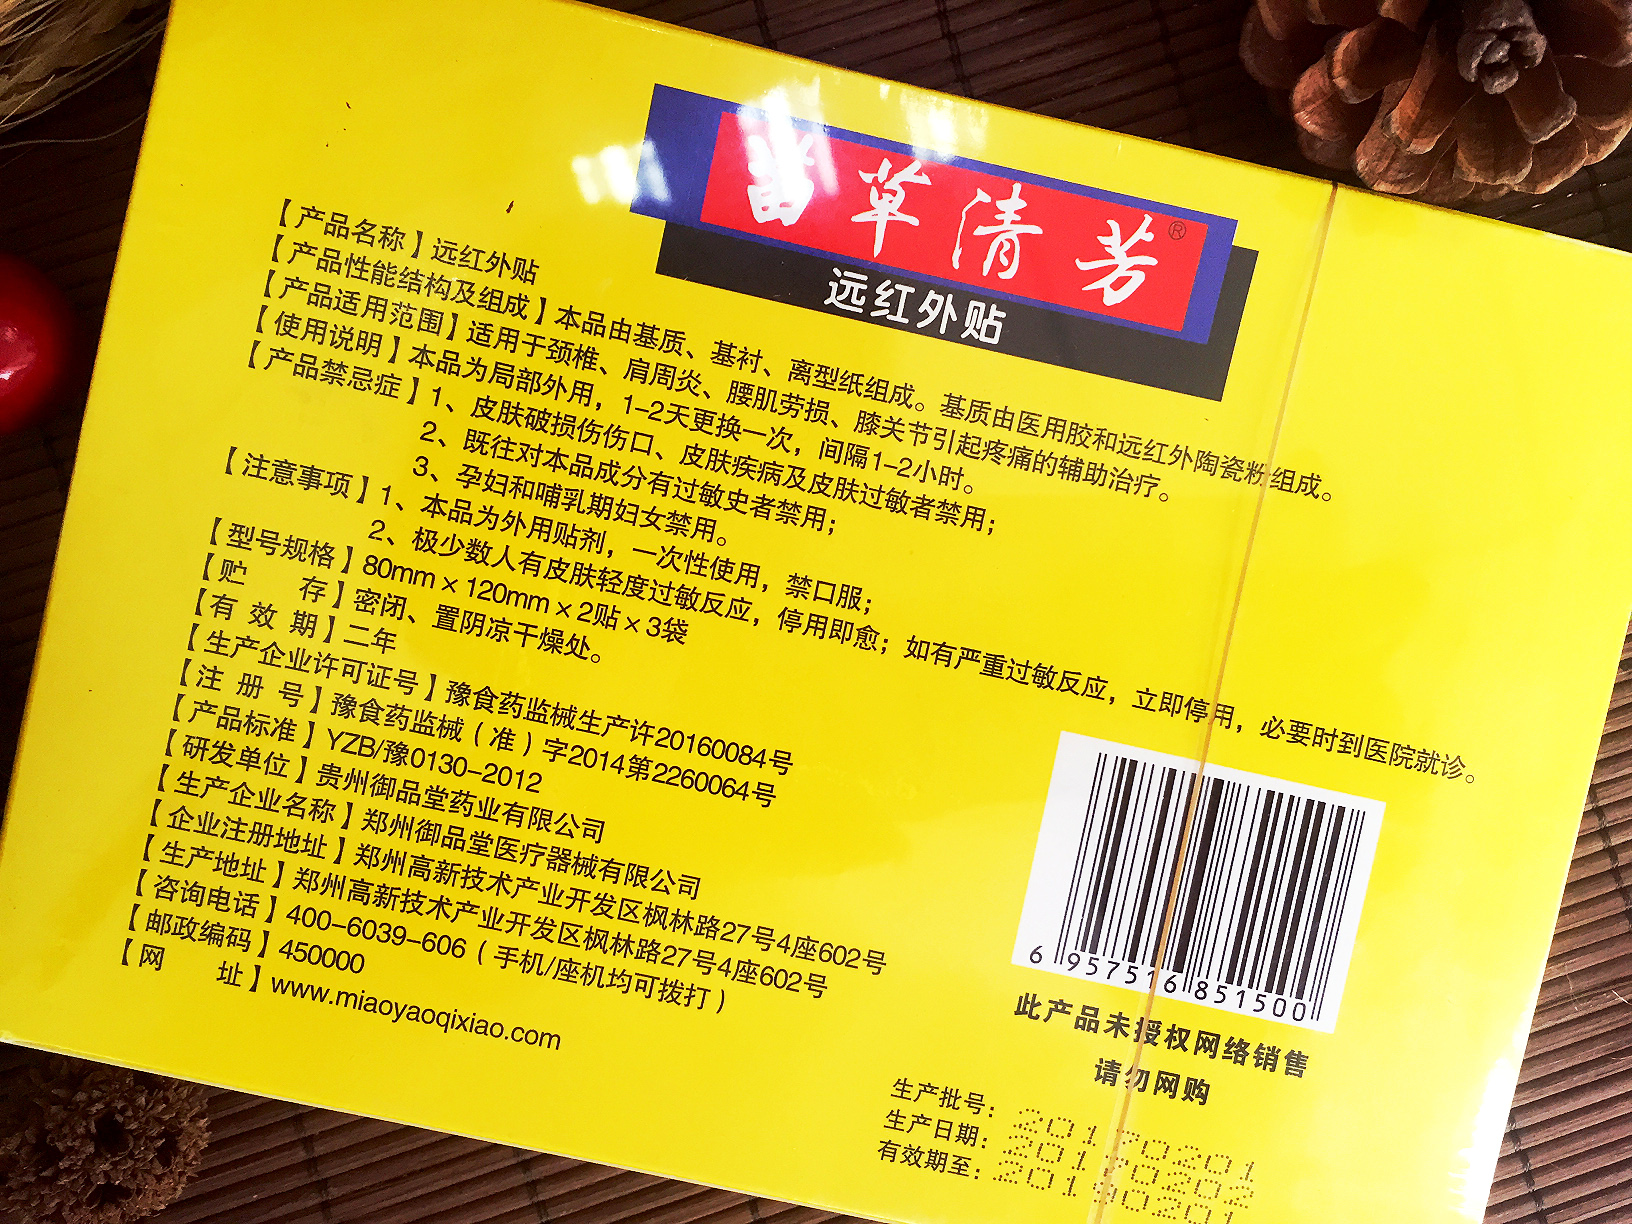 苗草清芳®
远红外贴
【产品名称】远红外贴
【产品性能结构及组成】本品由基质、基衬、离型纸组成。基质由医用胶和远红外陶瓷粉组成。
【产品适用范围】适用于颈椎、肩周炎、腰肌劳损、膝关节引起疼痛的辅助治疗。
【使用说明】本品为局部外用，1-2天更换一次，间隔1-2小时。
【产品禁忌症】1、皮肤破损伤伤口、皮肤疾病及皮肤过敏者禁用；
2、既往对本品成分有过敏史者禁用；
3、孕妇和哺乳期妇女禁用。
【注意事项】1、本品为外用贴剂，一次性使用，禁口服；
2、极少数人有皮肤轻度过敏反应，停用即愈；如有严重过敏反应，立即停用，必要时到医院就诊。
【型号规格】80mm×120mm×2贴×3袋
【贮 存】密闭、置阴凉干燥处。
【有 效 期】二年
【生产企业许可证号】豫食药监械生产许20160084号
【注 册 号】豫食药监械（准）字2014第2260064号
【产品标准】YZB/豫0130-2012
【研发单位】贵州御品堂药业有限公司
【生产企业名称】郑州御品堂医疗器械有限公司
【企业注册地址】郑州高新技术产业开发区枫林路27号4座602号
【生产地址】郑州高新技术产业开发区枫林路27号4座602号
【咨询电话】400-6039-606（手机/座机均可拨打）
【邮政编码】450000
【网 址】www.miaoyaoqixiao.com
6 957516 851500
此产品未授权网络销售
请勿网购
生产批号：20170201
生产日期：20170202
有效期至：20190201